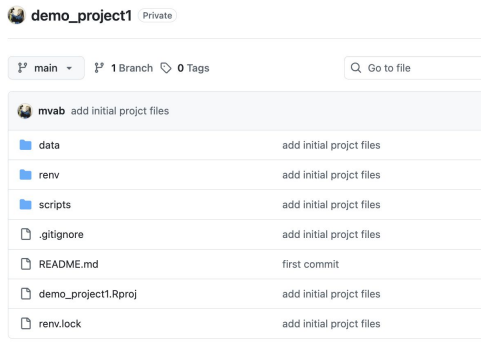 demo_project1 Private
main 1 Branch 0 Tags Go to file
mvab add initial projct files
data add initial projct files
renv add initial projct files
scripts add initial projct files
.gitignore add initial projct files
README.md first commit
demo_project1.Rproj add initial projct files
renv.lock add initial projct files